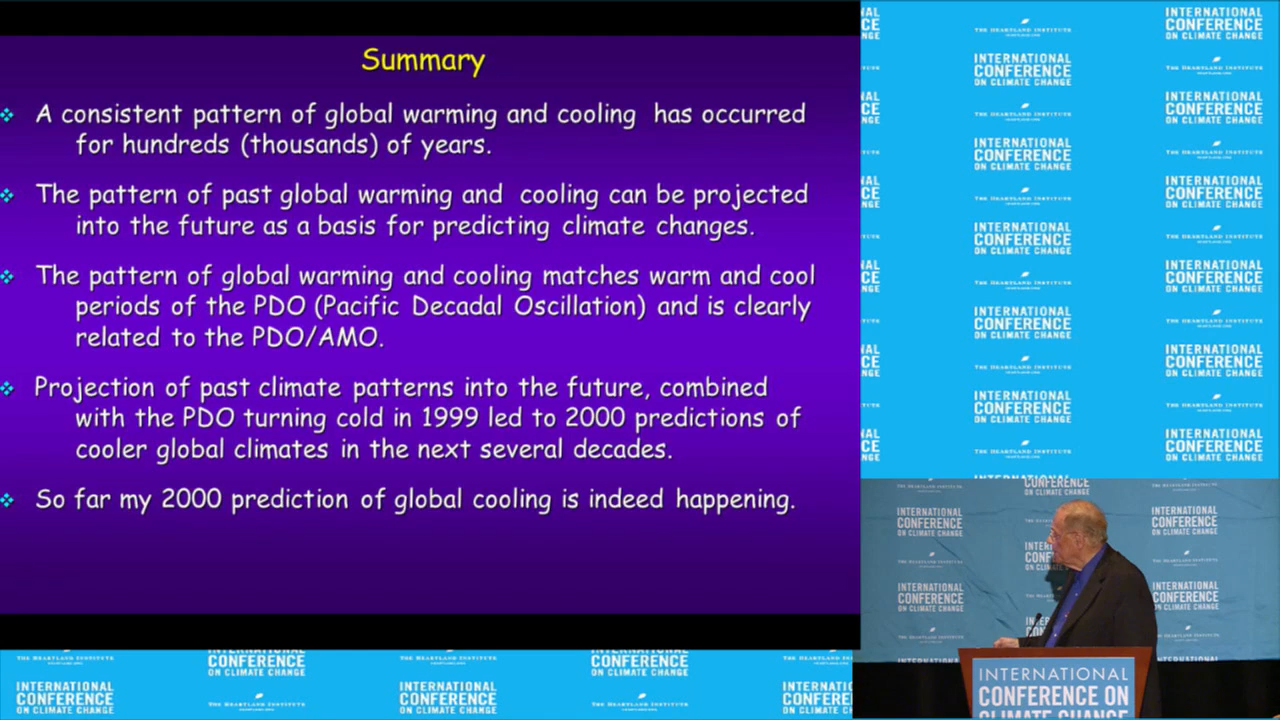 Summary
A consistent pattern of global warming and cooling has occurred
for hundreds (thousands) of years.
The pattern of past global warming and cooling can be projected
into the future as a basis for predicting climate changes.
The pattern of global warming and cooling matches warm and cool
periods of the PDO (Pacific Decadal Oscillation) and is clearly
related to the PDO/AMO.
Projection of past climate patterns into the future, combined
with the PDO turning cold in 1999 led to 2000 predictions of
cooler global climates in the next several decades.
So far my 2000 prediction of global cooling is indeed happening.
THE HEARTLAND INSTITUTE
INTERNATIONAL
CONFERENCE
ON CLIMATE CHANGE
INTERNATIONAL
CONFERENCE ON
CLIMATE CHANGE